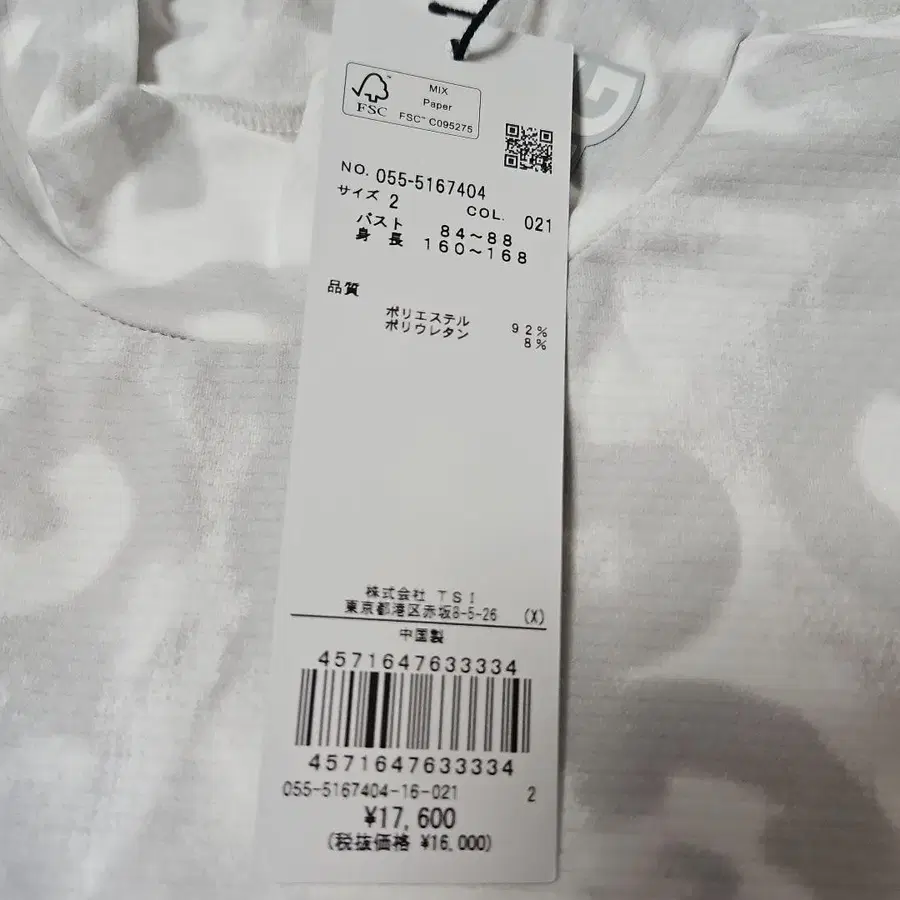 MIX
Paper
FSC™ C095275
FSC
NO. 055-5167404
サイズ 2 COL. 021
バスト 84～88
身 長 160～168
品質
ポリエステル 92%
ポリウレタン 8%
株式会社 TSI
東京都港区赤坂8-5-26 (X)
中国製
4571647633334
4571647633334
055-5167404-16-021 2
¥17,600
(税抜価格 ¥16,000)